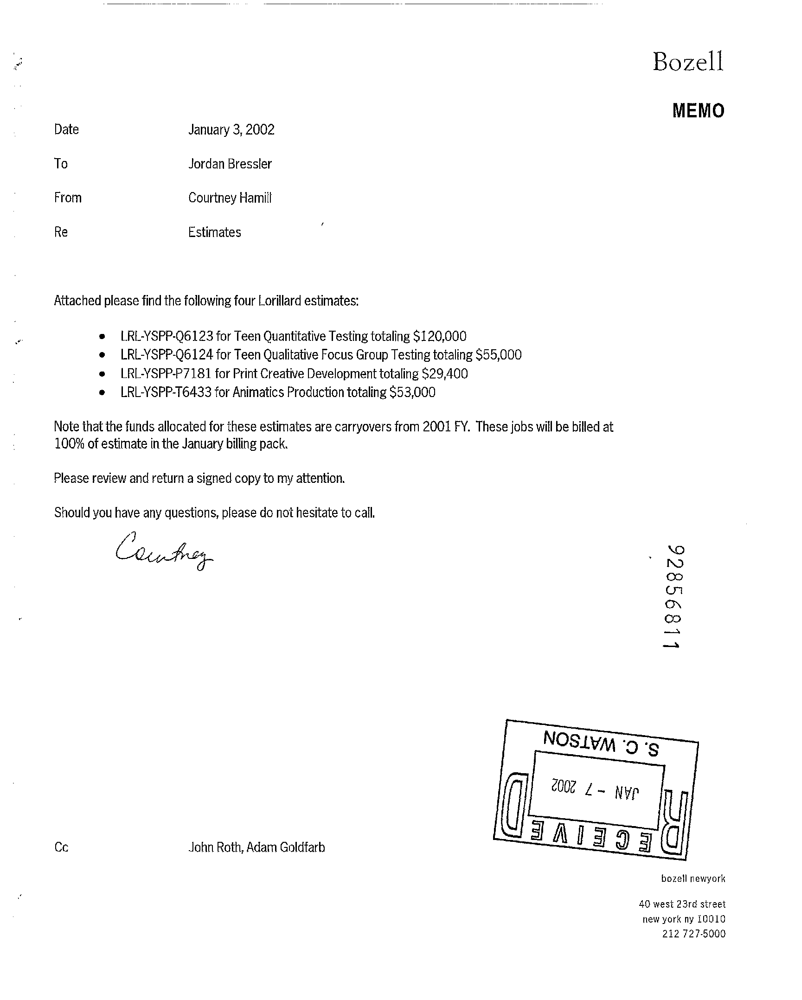 Bozell
MEMO
Date January 3, 2002
To Jordan Bressler
From Courtney Hamill
Re Estimates
Attached please find the following four Lorillard estimates:
• LRL-YSPP-Q6123 for Teen Quantitative Testing totaling $120,000
• LRL-YSPP-Q6124 for Teen Qualitative Focus Group Testing totaling $55,000
• LRL-YSPP-P7181 for Print Creative Development totaling $29,400
• LRL-YSPP-T6433 for Animatics Production totaling $53,000
Note that the funds allocated for these estimates are carryovers from 2001 FY. These jobs will be billed at
100% of estimate in the January billing pack.
Please review and return a signed copy to my attention.
Should you have any questions, please do not hesitate to call.
Courtney
92856811
RECEIVED
JAN - 7 2002
S. C. WATSON
Cc John Roth, Adam Goldfarb
bozell newyork
40 west 23rd street
new york ny 10010
212 727-5000